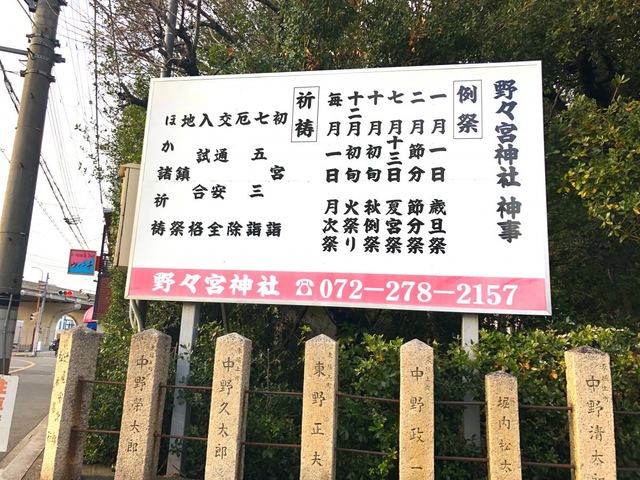 野々宮神社 神事
例祭
一月一日 歳旦祭
二月節分 節分祭
七月十三日 夏宮祭
十月初旬 秋例祭
十二月初旬 火祭り
毎月一日 月次祭
祈祷
初宮詣
七五三詣
厄除
交通安全
入試合格
地鎮祭
ほか諸祈祷
野々宮神社 ☎072-278-2157
中野榮太郎
中野久太郎
東野正夫
中野政一
堀内松太
中野清太郎